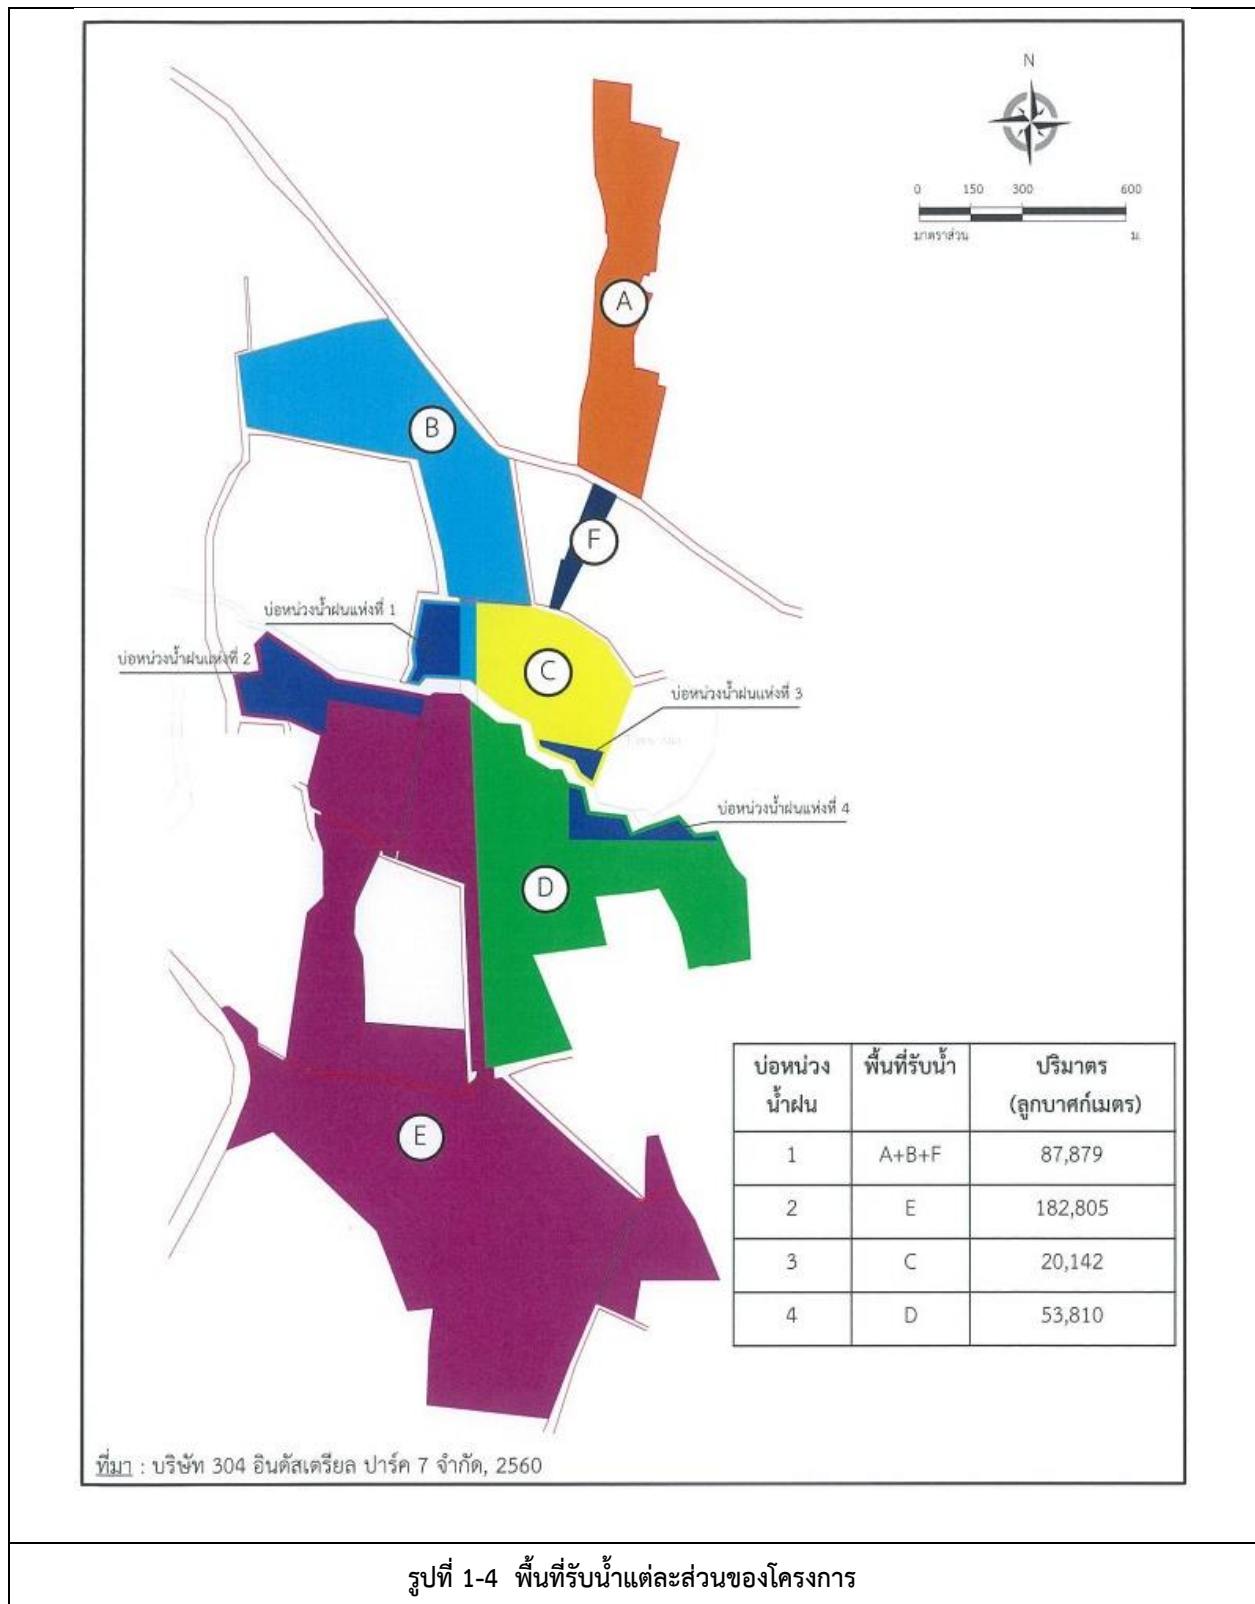 N
0 150 300 600
มาตราส่วน ม.
A
B
F
บ่อหน่วงน้ำฝนแห่งที่ 1
บ่อหน่วงน้ำฝนแห่งที่ 2
C
บ่อหน่วงน้ำฝนแห่งที่ 3
บ่อหน่วงน้ำฝนแห่งที่ 4
D
E
บ่อหน่วงน้ำฝน พื้นที่รับน้ำ ปริมาตร (ลูกบาศก์เมตร)
1 A+B+F 87,879
2 E 182,805
3 C 20,142
4 D 53,810
ที่มา : บริษัท 304 อินดัสเตรียล ปาร์ค 7 จำกัด, 2560
รูปที่ 1-4 พื้นที่รับน้ำแต่ละส่วนของโครงการ